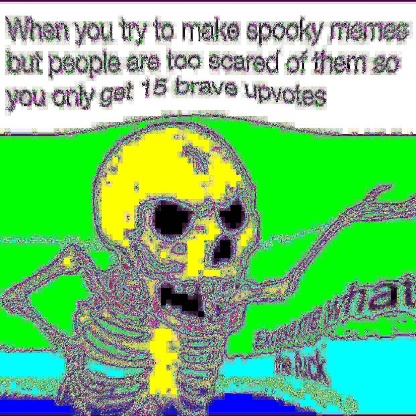 When you try to make spooky memes
but people are too scared of them so
you only get 15 brave upvotes
what
the fuck